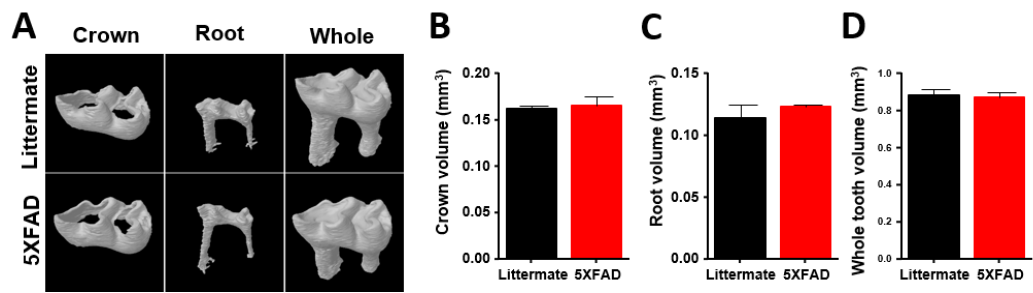 A
Crown Root Whole
Littermate
5XFAD
B
Crown volume (mm³)
0.20
0.15
0.10
0.05
0.00
Littermate 5XFAD
C
Root volume (mm³)
0.15
0.10
0.05
0.00
Littermate 5XFAD
D
Whole tooth volume (mm³)
1.0
0.8
0.6
0.4
0.2
0.0
Littermate 5XFAD